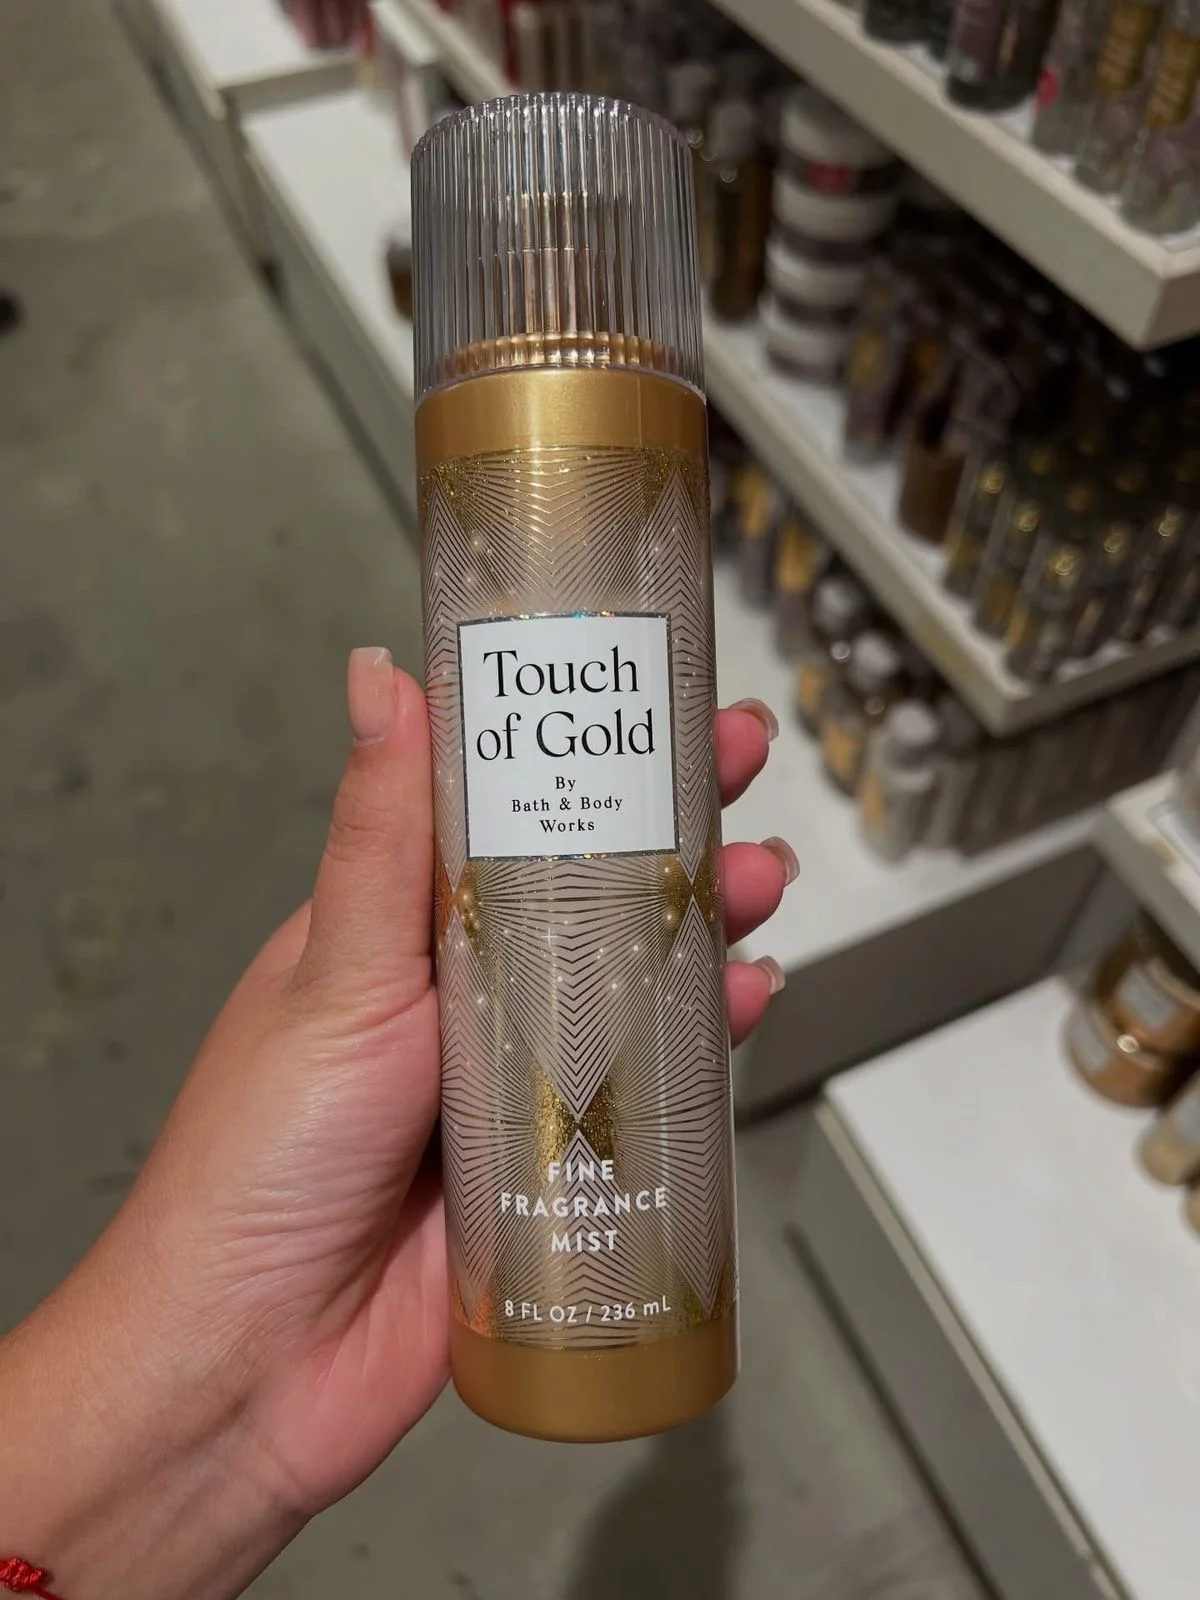 Touch
of Gold
By
Bath & Body
Works
FINE
FRAGRANCE
MIST
8 FL OZ / 236 mL